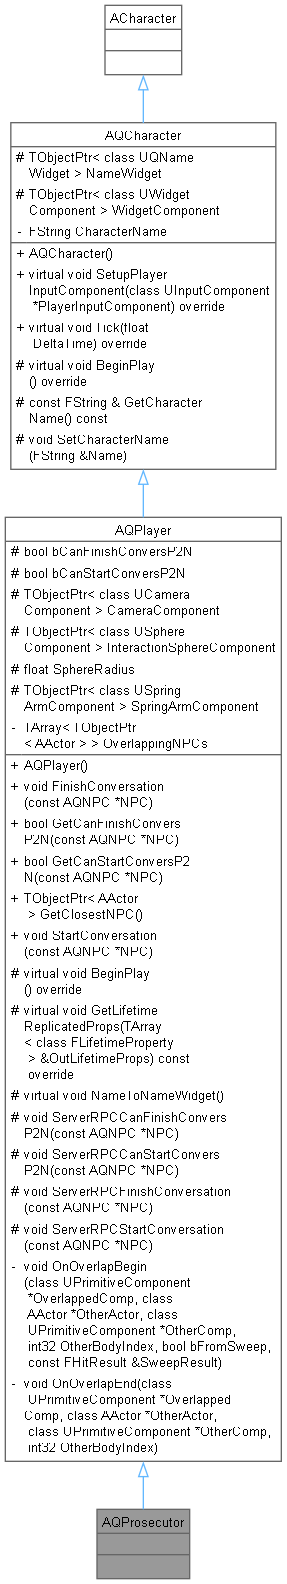 ACharacter
AQCharacter
# TObjectPtr< class UQName
Widget > NameWidget
# TObjectPtr< class UWidget
Component > WidgetComponent
- FString CharacterName
+ AQCharacter()
+ virtual void SetupPlayer
InputComponent(class UInputComponent
*PlayerInputComponent) override
+ virtual void Tick(float
DeltaTime) override
# virtual void BeginPlay
() override
# const FString & GetCharacter
Name() const
# void SetCharacterName
(FString &Name)
AQPlayer
# bool bCanFinishConversP2N
# bool bCanStartConversP2N
# TObjectPtr< class UCamera
Component > CameraComponent
# TObjectPtr< class USphere
Component > InteractionSphereComponent
# float SphereRadius
# TObjectPtr< class USpring
ArmComponent > SpringArmComponent
- TArray< TObjectPtr
< AActor > > OverlappingNPCs
+ AQPlayer()
+ void FinishConversation
(const AQNPC *NPC)
+ bool GetCanFinishConvers
P2N(const AQNPC *NPC)
+ bool GetCanStartConversP2
N(const AQNPC *NPC)
+ TObjectPtr< AActor
> GetClosestNPC()
+ void StartConversation
(const AQNPC *NPC)
# virtual void BeginPlay
() override
# virtual void GetLifetime
ReplicatedProps(TArray
< class FLifetimeProperty
> &OutLifetimeProps) const
override
# virtual void NameToNameWidget()
# void ServerRPCCanFinishConvers
P2N(const AQNPC *NPC)
# void ServerRPCCanStartConvers
P2N(const AQNPC *NPC)
# void ServerRPCFinishConversation
(const AQNPC *NPC)
# void ServerRPCStartConversation
(const AQNPC *NPC)
- void OnOverlapBegin
(class UPrimitiveComponent
*OverlappedComp, class
AActor *OtherActor, class
UPrimitiveComponent *OtherComp,
int32 OtherBodyIndex, bool bFromSweep,
const FHitResult &SweepResult)
- void OnOverlapEnd(class
UPrimitiveComponent *Overlapped
Comp, class AActor *OtherActor,
class UPrimitiveComponent *OtherComp,
int32 OtherBodyIndex)
AQProsecutor